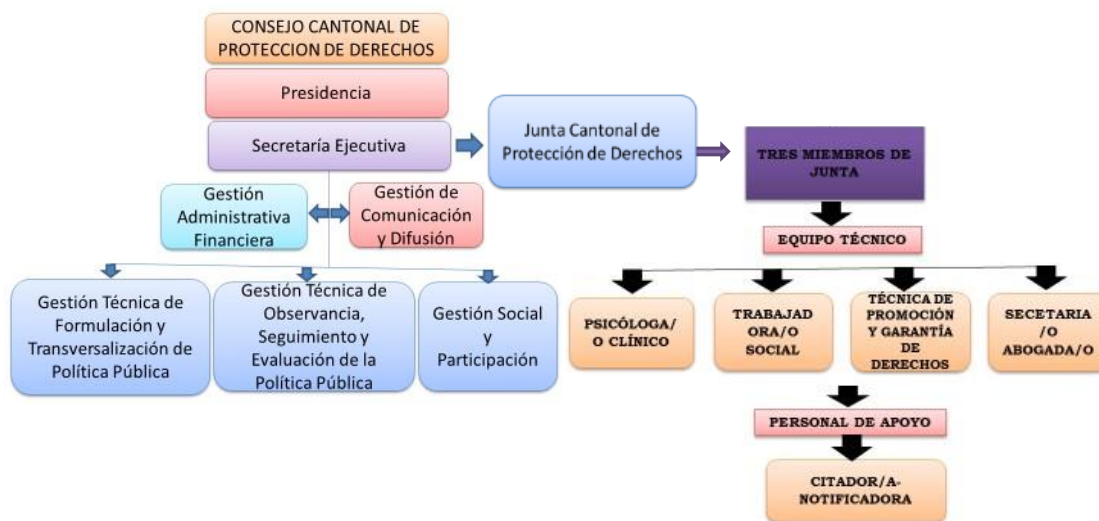 CONSEJO CANTONAL DE
PROTECCION DE DERECHOS
Presidencia
Secretaría Ejecutiva
Junta Cantonal de
Protección de Derechos
TRES MIEMBROS DE
JUNTA
Gestión
Administrativa
Financiera
Gestión de
Comunicación
y Difusión
EQUIPO TÉCNICO
Gestión Técnica de
Formulación y
Transversalización de
Política Pública
Gestión Técnica de
Observancia,
Seguimiento y
Evaluación de la
Política Pública
Gestión Social
y
Participación
PSICÓLOGA/
O CLÍNICO
TRABAJAD
ORA/O
SOCIAL
TÉCNICA DE
PROMOCIÓN
Y GARANTÍA
DE
DERECHOS
SECETARIA
/O
ABOGADA/O
PERSONAL DE APOYO
CITADOR/A-
NOTIFICADORA